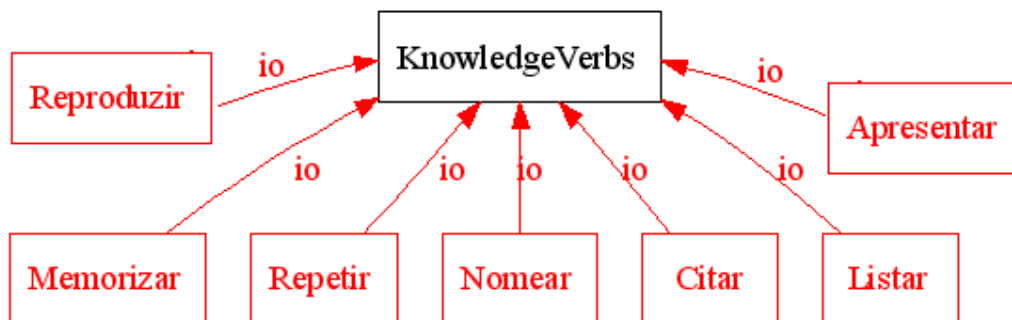 KnowledgeVerbs
io
io
Reproduzir
Apresentar
io
io
io
io
io
Memorizar
Repetir
Nomear
Citar
Listar